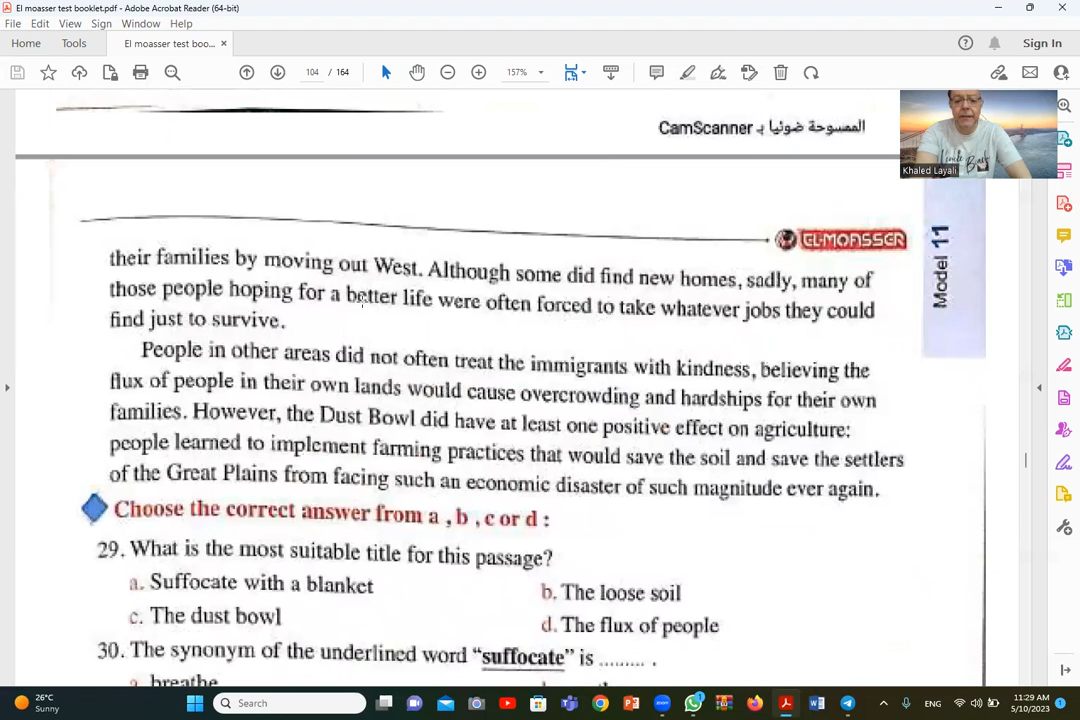 El moasser test booklet.pdf - Adobe Acrobat Reader (64-bit)
File Edit View Sign Window Help
Home Tools El moasser test boo... × Sign In
104 / 164 157%
الممسوحة ضوئيا بـ CamScanner
Khaled Layali
EL-MOASSER
Model 11
their families by moving out West. Although some did find new homes, sadly, many of
those people hoping for a better life were often forced to take whatever jobs they could
find just to survive.
People in other areas did not often treat the immigrants with kindness, believing the
flux of people in their own lands would cause overcrowding and hardships for their own
families. However, the Dust Bowl did have at least one positive effect on agriculture:
people learned to implement farming practices that would save the soil and save the settlers
of the Great Plains from facing such an economic disaster of such magnitude ever again.
Choose the correct answer from a , b , c or d :
29. What is the most suitable title for this passage?
a. Suffocate with a blanket
b. The loose soil
c. The dust bowl
d. The flux of people
30. The synonym of the underlined word “suffocate” is ......... .
a. breathe
26°C
Sunny
Search
ENG
11:29 AM
5/10/2023